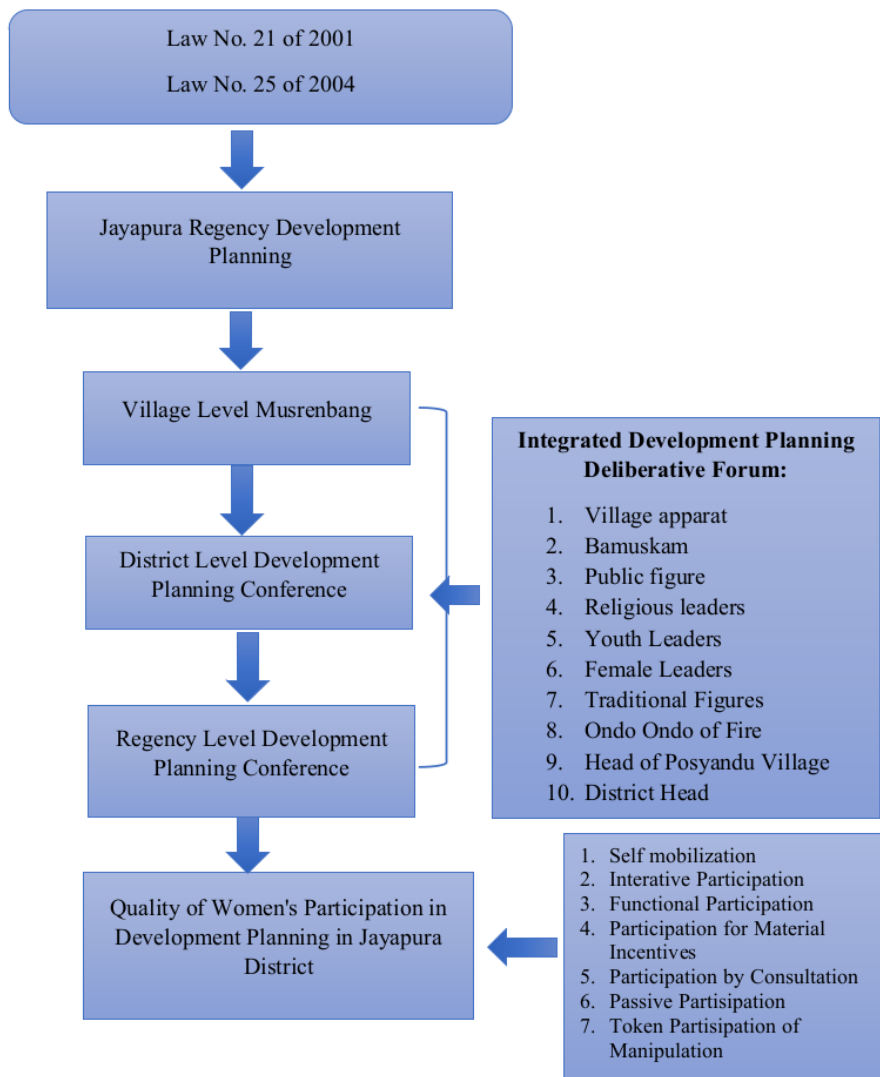 Law No. 21 of 2001
Law No. 25 of 2004
Jayapura Regency Development
Planning
Village Level Musrenbang
District Level Development
Planning Conference
Regency Level Development
Planning Conference
Quality of Women's Participation in
Development Planning in Jayapura
District
Integrated Development Planning
Deliberative Forum:
1. Village apparat
2. Bamuskam
3. Public figure
4. Religious leaders
5. Youth Leaders
6. Female Leaders
7. Traditional Figures
8. Ondo Ondo of Fire
9. Head of Posyandu Village
10. District Head
1. Self mobilization
2. Interative Participation
3. Functional Participation
4. Participation for Material
Incentives
5. Participation by Consultation
6. Passive Partisipation
7. Token Partisipation of
Manipulation